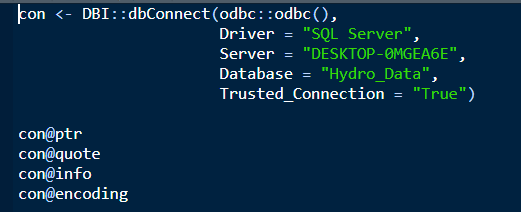 con <- DBI::dbConnect(odbc::odbc(),
Driver = "SQL Server",
Server = "DESKTOP-0MGEA6E",
Database = "Hydro_Data",
Trusted_Connection = "True")
con@ptr
con@quote
con@info
con@encoding